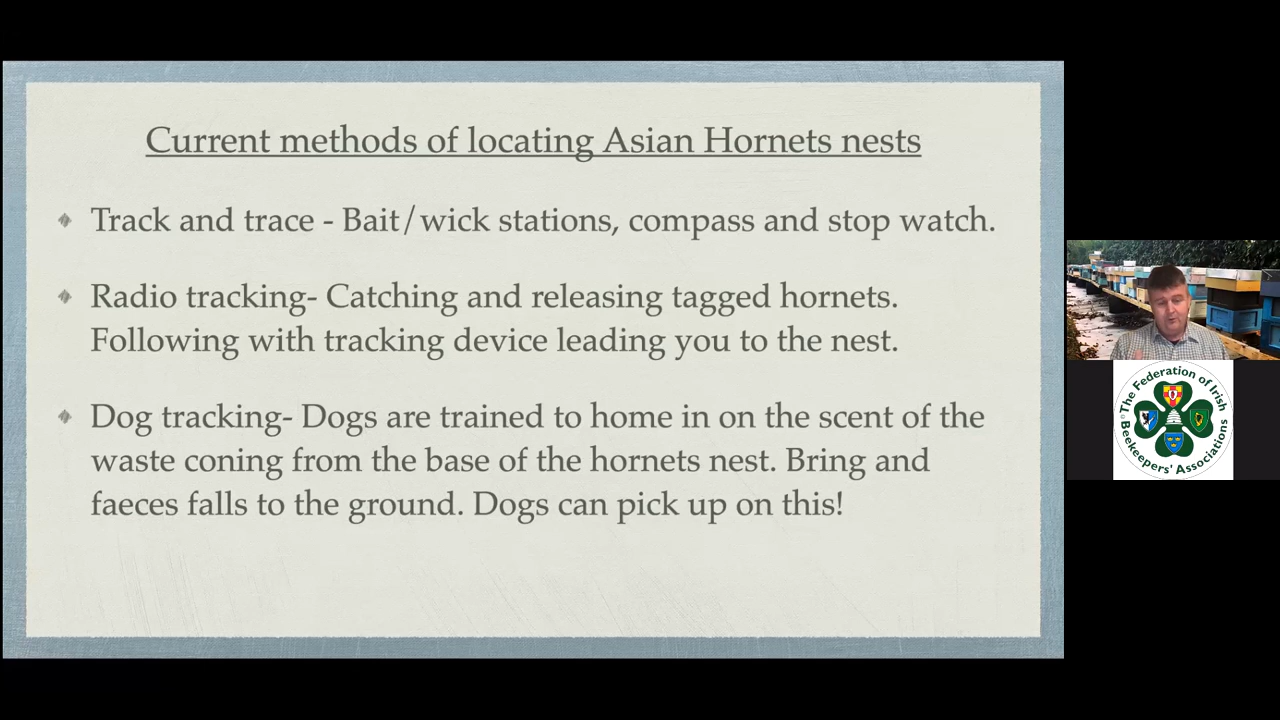 Current methods of locating Asian Hornets nests
Track and trace - Bait/wick stations, compass and stop watch.
Radio tracking- Catching and releasing tagged hornets.
Following with tracking device leading you to the nest.
Dog tracking- Dogs are trained to home in on the scent of the
waste coning from the base of the hornets nest. Bring and
faeces falls to the ground. Dogs can pick up on this!
The Federation of Irish
Beekeepers' Associations